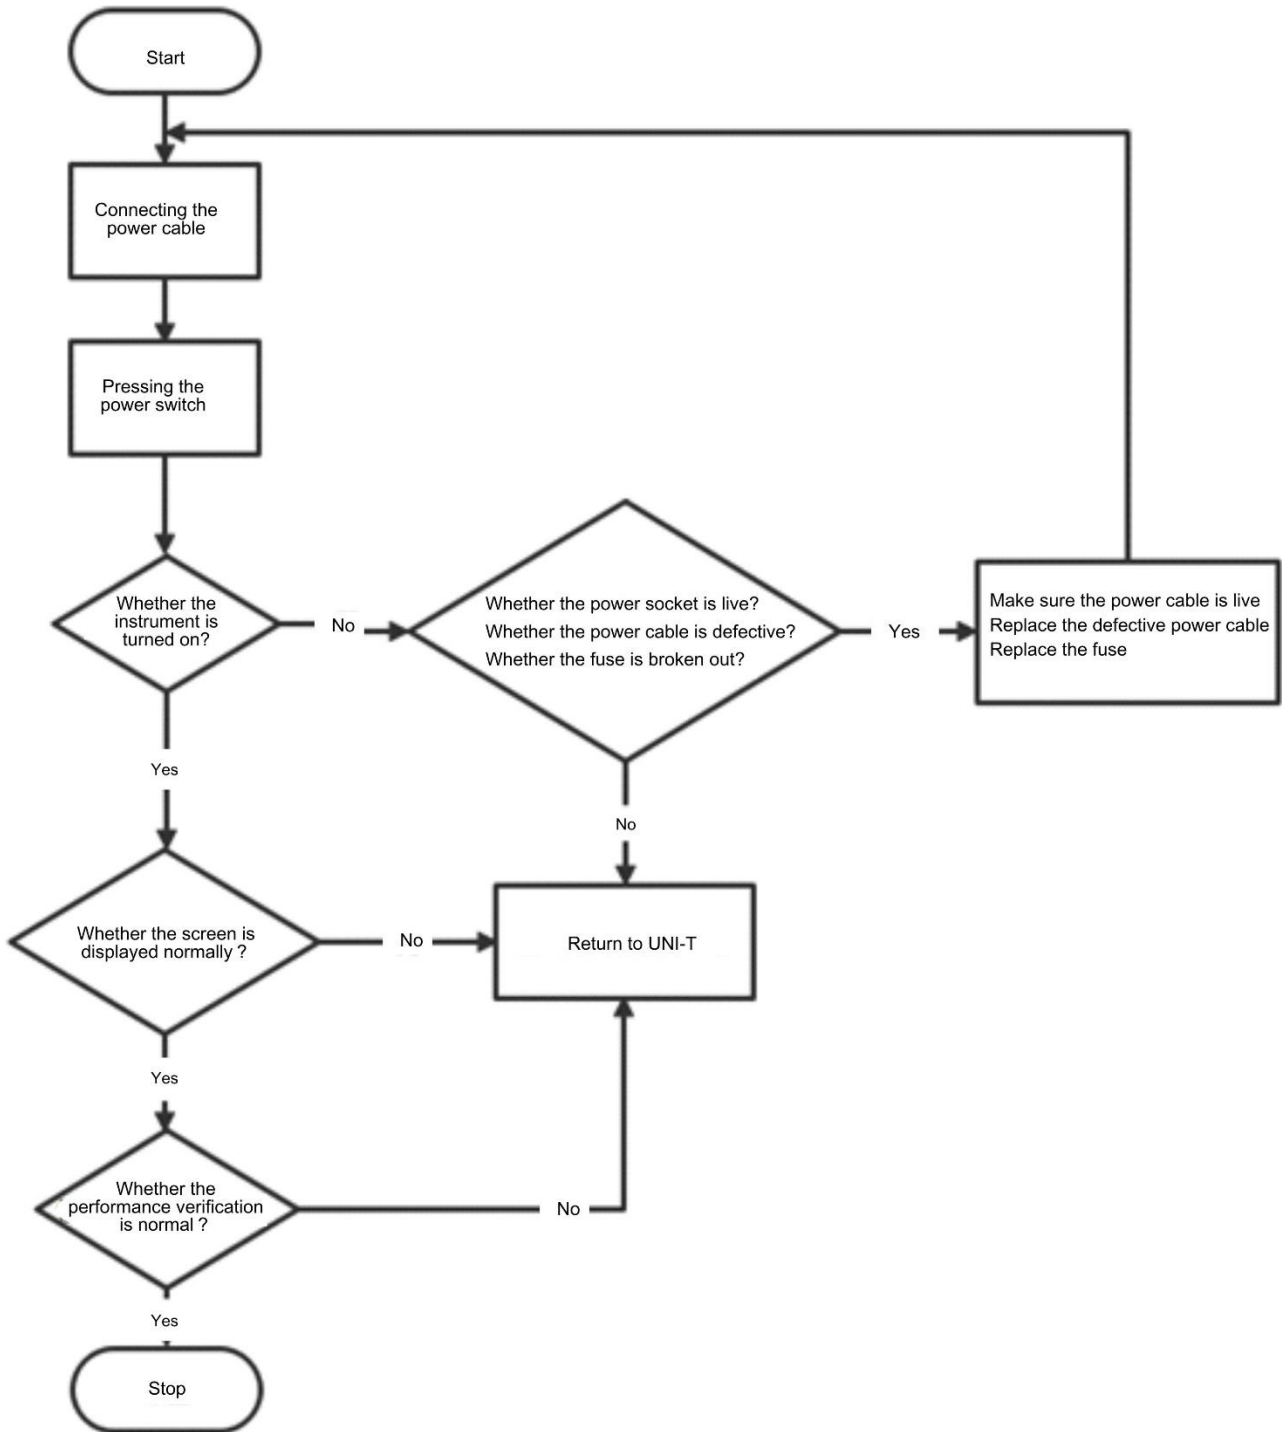 Start
Connecting the
power cable
Pressing the
power switch
Whether the
instrument is
turned on?
No
Whether the power socket is live?
Whether the power cable is defective?
Whether the fuse is broken out?
Yes
Make sure the power cable is live
Replace the defective power cable
Replace the fuse
Yes
No
Whether the screen is
displayed normally ?
No
Return to UNI-T
Yes
Whether the
performance verification
is normal ?
No
Yes
Stop